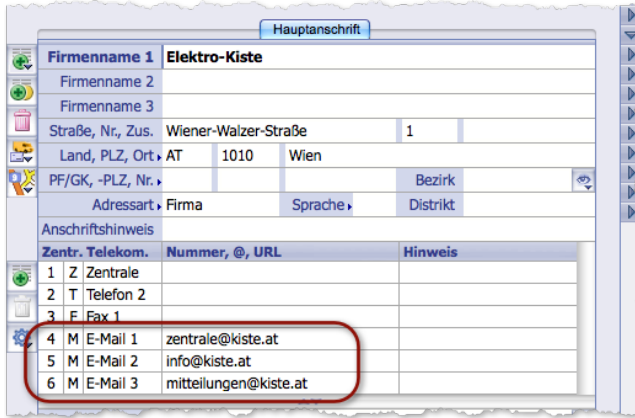 Hauptanschrift
Firmenname 1 Elektro-Kiste
Firmenname 2
Firmenname 3
Straße, Nr., Zus. Wiener-Walzer-Straße 1
Land, PLZ, Ort AT 1010 Wien
PF/GK, -PLZ, Nr. Bezirk
Adressart Firma Sprache Distrikt
Anschriftshinweis
Zentr. Telekom. Nummer, @, URL Hinweis
1 Z Zentrale
2 T Telefon 2
3 F Fax 1
4 M E-Mail 1 zentrale@kiste.at
5 M E-Mail 2 info@kiste.at
6 M E-Mail 3 mitteilungen@kiste.at